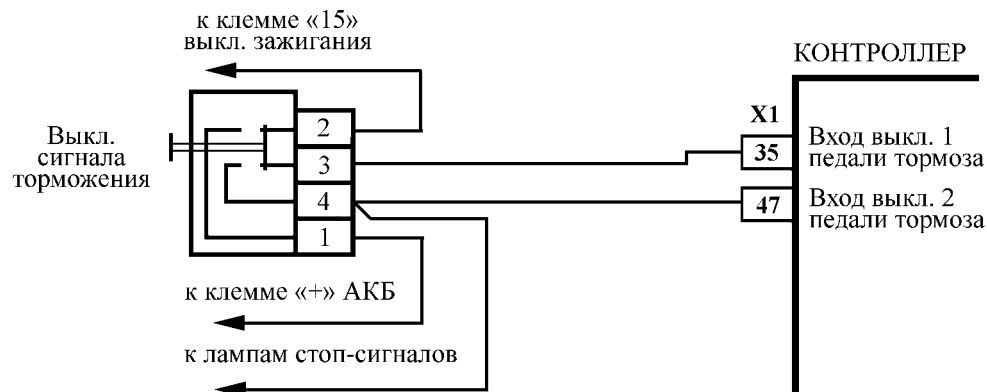 к клемме «15»
выкл. зажигания
КОНТРОЛЛЕР
Выкл.
сигнала
торможения
2
3
4
1
X1
35
Вход выкл. 1
педали тормоза
47
Вход выкл. 2
педали тормоза
к клемме «+» АКБ
к лампам стоп-сигналов